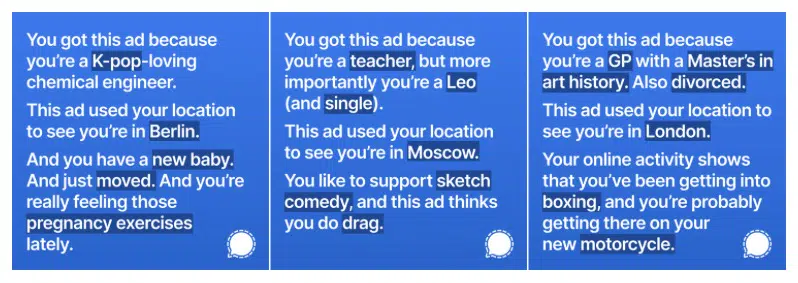 You got this ad because
you're a K-pop-loving
chemical engineer.
This ad used your location
to see you're in Berlin.
And you have a new baby.
And just moved. And you're
really feeling those
pregnancy exercises
lately.
You got this ad because
you're a teacher, but more
importantly you're a Leo
(and single).
This ad used your location
to see you're in Moscow.
You like to support sketch
comedy, and this ad thinks
you do drag.
You got this ad because
you're a GP with a Master's in
art history. Also divorced.
This ad used your location to
see you're in London.
Your online activity shows
that you've been getting into
boxing, and you're probably
getting there on your
new motorcycle.